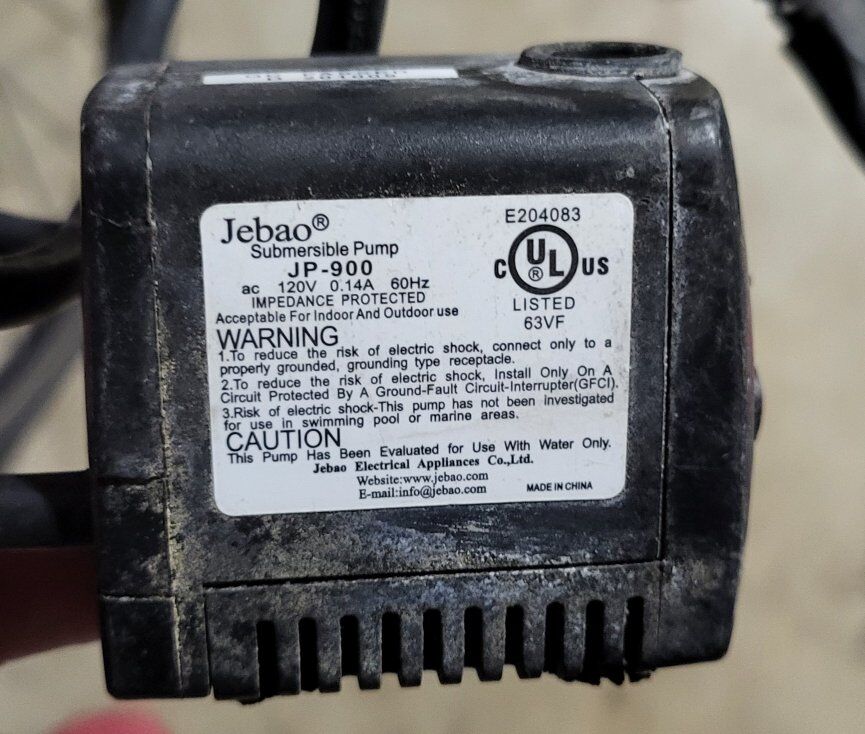 Jebao®
Submersible Pump
JP-900
ac 120V 0.14A 60Hz
IMPEDANCE PROTECTED
Acceptable For Indoor And Outdoor use
E204083
C UL® US
LISTED
63VF
WARNING
1.To reduce the risk of electric shock, connect only to a
properly grounded, grounding type receptacle.
2.To reduce the risk of electric shock, Install Only On A
Circuit Protected By A Ground-Fault Circuit-Interrupter(GFCI).
3.Risk of electric shock-This pump has not been investigated
for use in swimming pool or marine areas.
CAUTION
This Pump Has Been Evaluated for Use With Water Only.
Jebao Electrical Appliances Co.,Ltd.
Website:www.jebao.com
E-mail:info@jebao.com
MADE IN CHINA